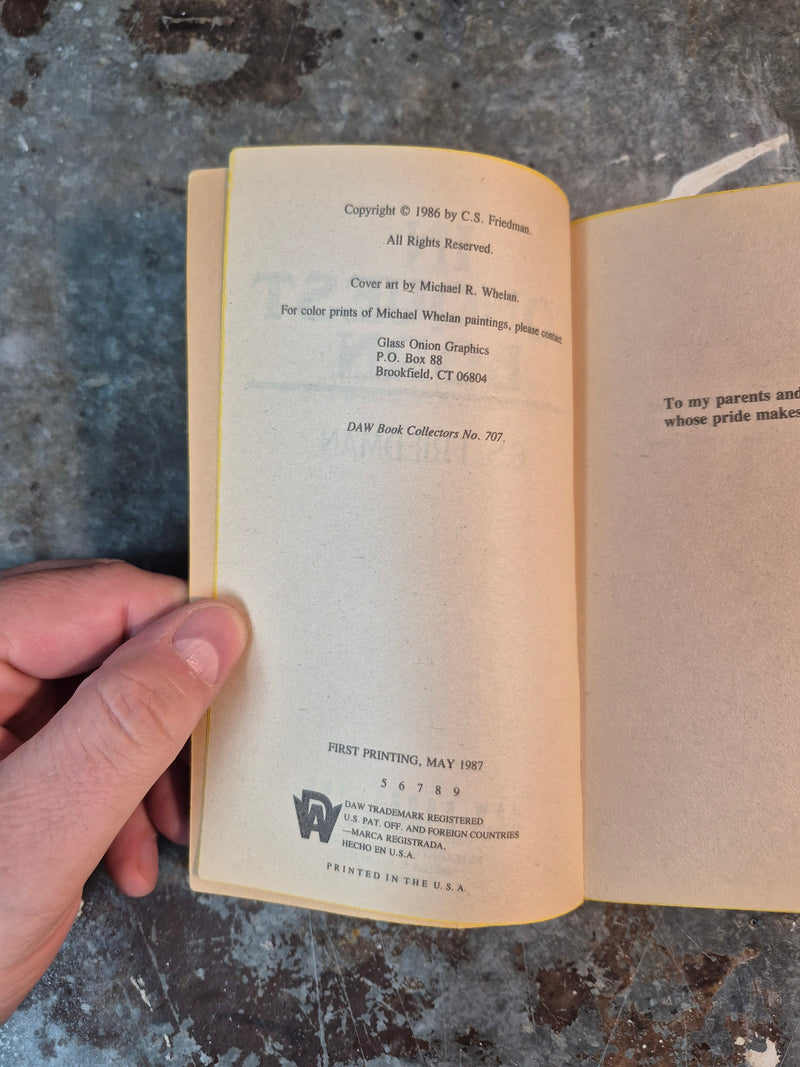 Copyright © 1986 by C.S. Friedman.
All Rights Reserved.
Cover art by Michael R. Whelan.
For color prints of Michael Whelan paintings, please contact
Glass Onion Graphics
P.O. Box 88
Brookfield, CT 06804
DAW Book Collectors No. 707.
FIRST PRINTING, MAY 1987
5 6 7 8 9
DAW
DAW TRADEMARK REGISTERED
U.S. PAT. OFF. AND FOREIGN COUNTRIES
—MARCA REGISTRADA,
HECHO EN U.S.A.
PRINTED IN THE U. S. A.
To my parents and
whose pride makes